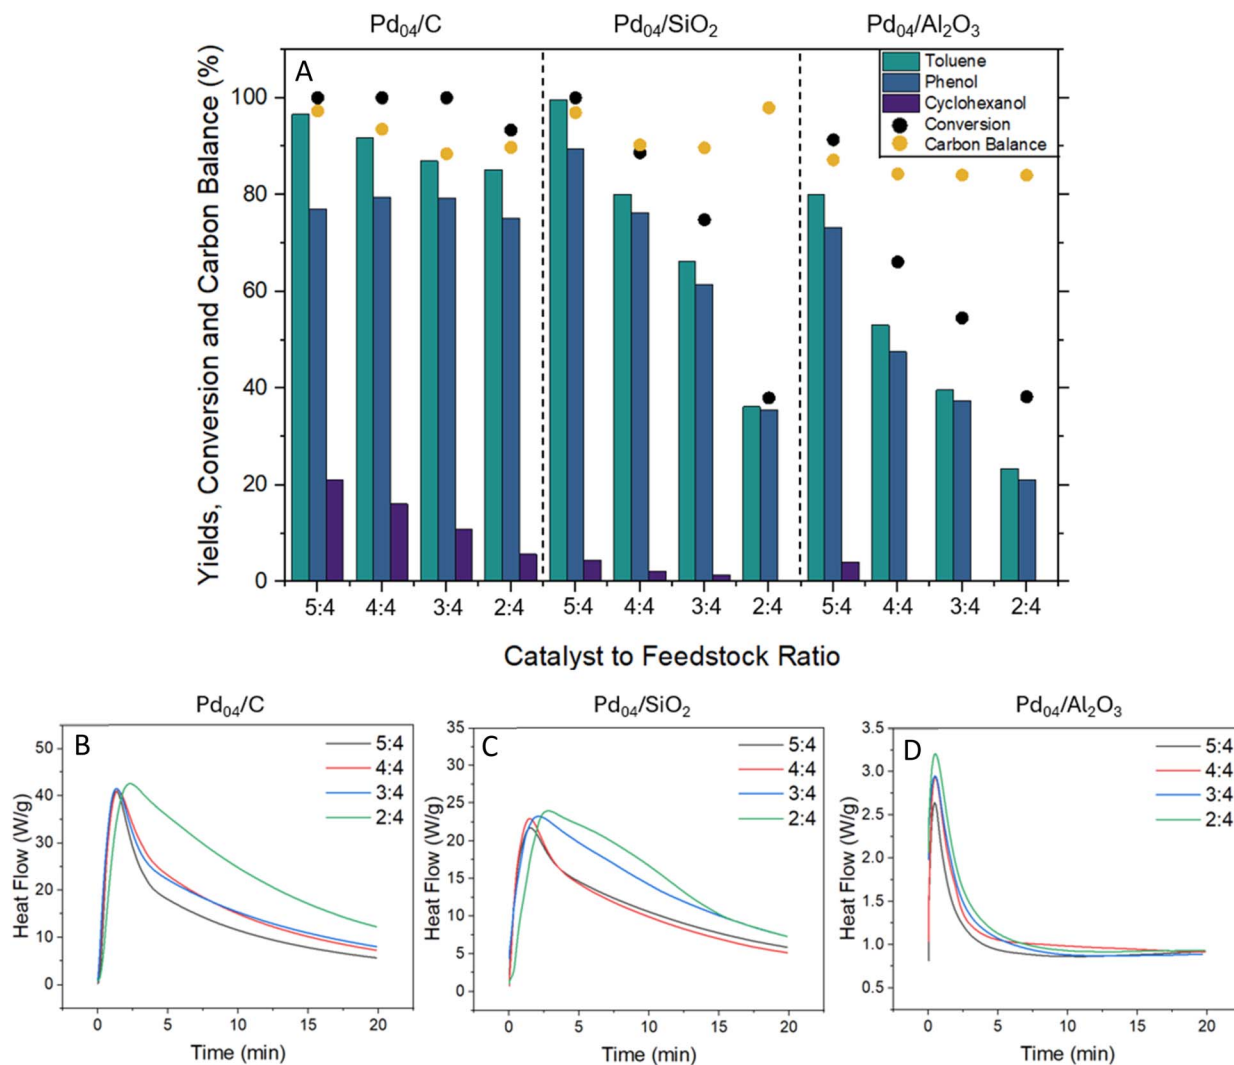 Pd04/C Pd04/SiO2 Pd04/Al2O3
A
Toluene
Phenol
Cyclohexanol
Conversion
Carbon Balance
Yields, Conversion and Carbon Balance (%)
100
80
60
40
20
0
5:4 4:4 3:4 2:4 5:4 4:4 3:4 2:4 5:4 4:4 3:4 2:4
Catalyst to Feedstock Ratio
Pd04/C
B
5:4
4:4
3:4
2:4
Heat Flow (W/g)
50
40
30
20
10
0
0 5 10 15 20
Time (min)
Pd04/SiO2
C
5:4
4:4
3:4
2:4
Heat Flow (W/g)
35
30
25
20
15
10
5
0
0 5 10 15 20
Time (min)
Pd04/Al2O3
D
5:4
4:4
3:4
2:4
Heat Flow (W/g)
3.5
3.0
2.5
2.0
1.5
1.0
0.5
0 5 10 15 20
Time (min)